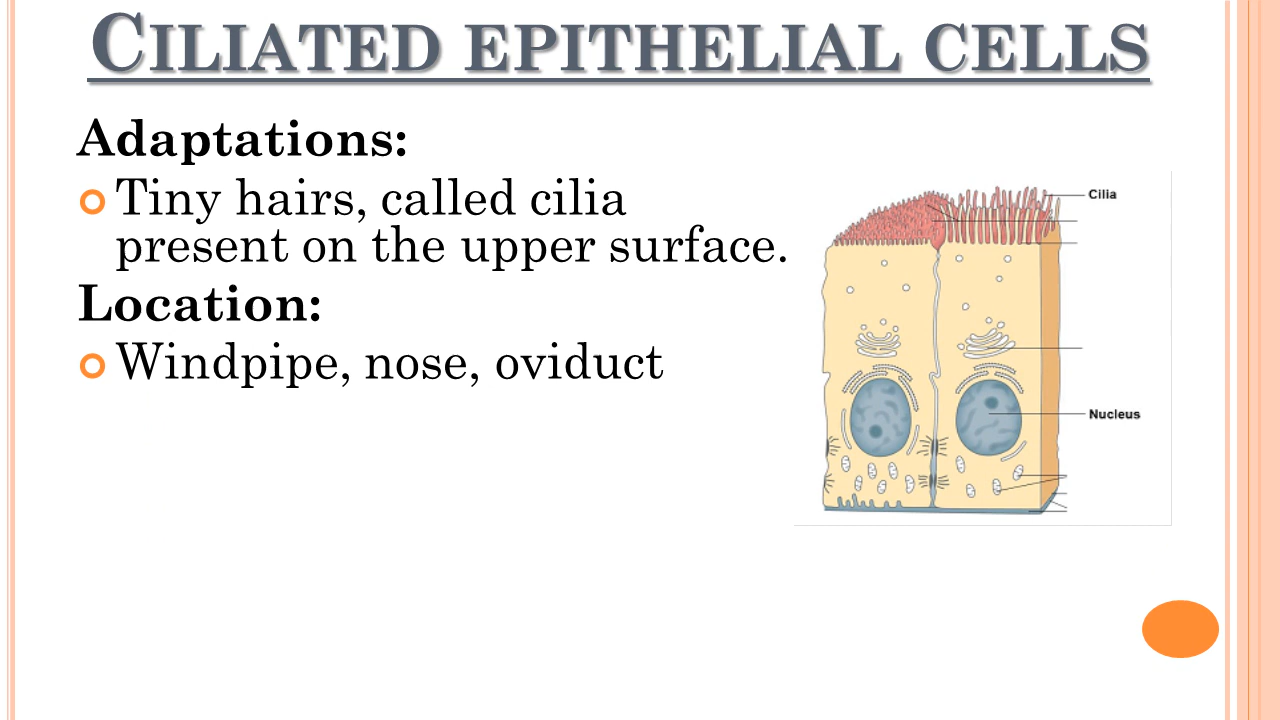 CILIATED EPITHELIAL CELLS
Adaptations:
Tiny hairs, called cilia
present on the upper surface.
Location:
Windpipe, nose, oviduct
Cilia
Nucleus